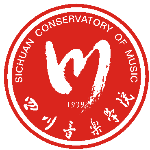 SICHUAN CONSERVATORY OF MUSIC
1939
四川音乐学院